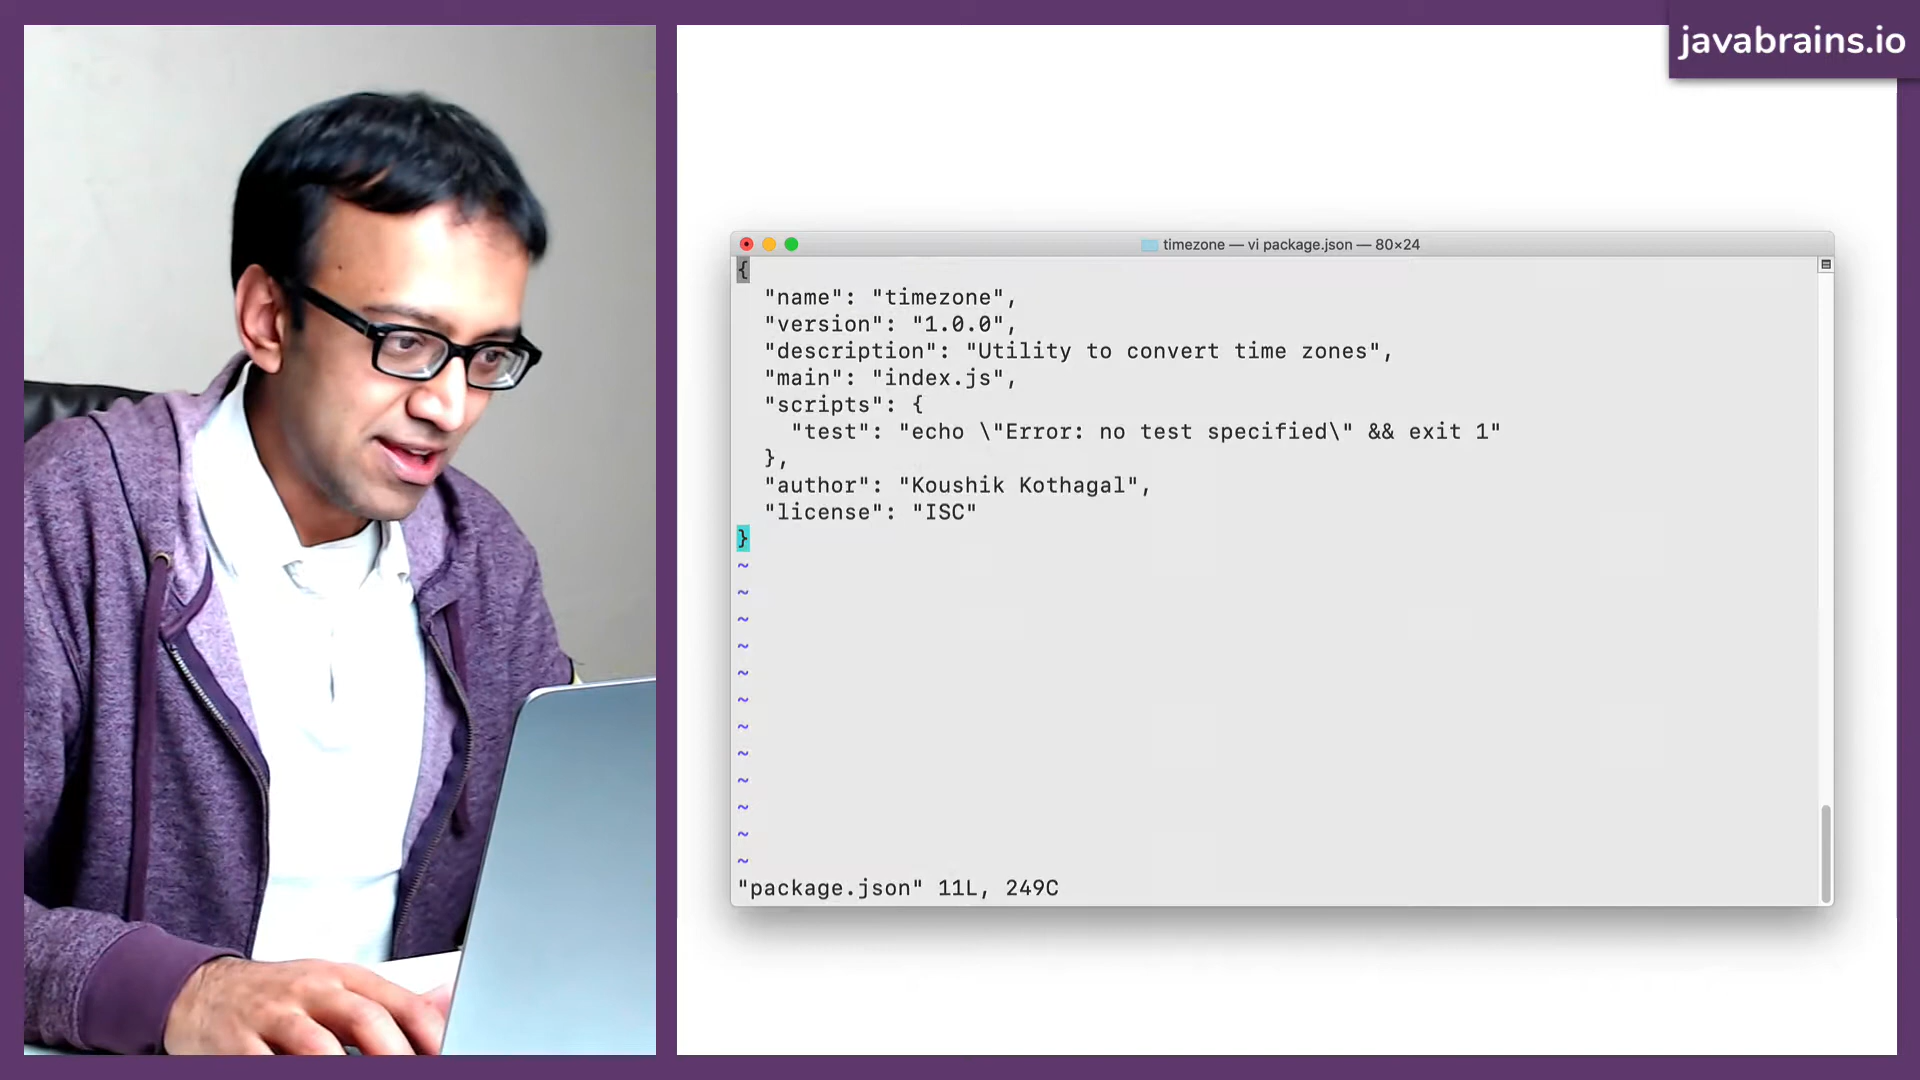 javabrains.io
timezone — vi package.json — 80×24
{
  "name": "timezone",
  "version": "1.0.0",
  "description": "Utility to convert time zones",
  "main": "index.js",
  "scripts": {
    "test": "echo \"Error: no test specified\" && exit 1"
  },
  "author": "Koushik Kothagal",
  "license": "ISC"
}
~
~
~
~
~
~
~
~
~
~
~
~
"package.json" 11L, 249C